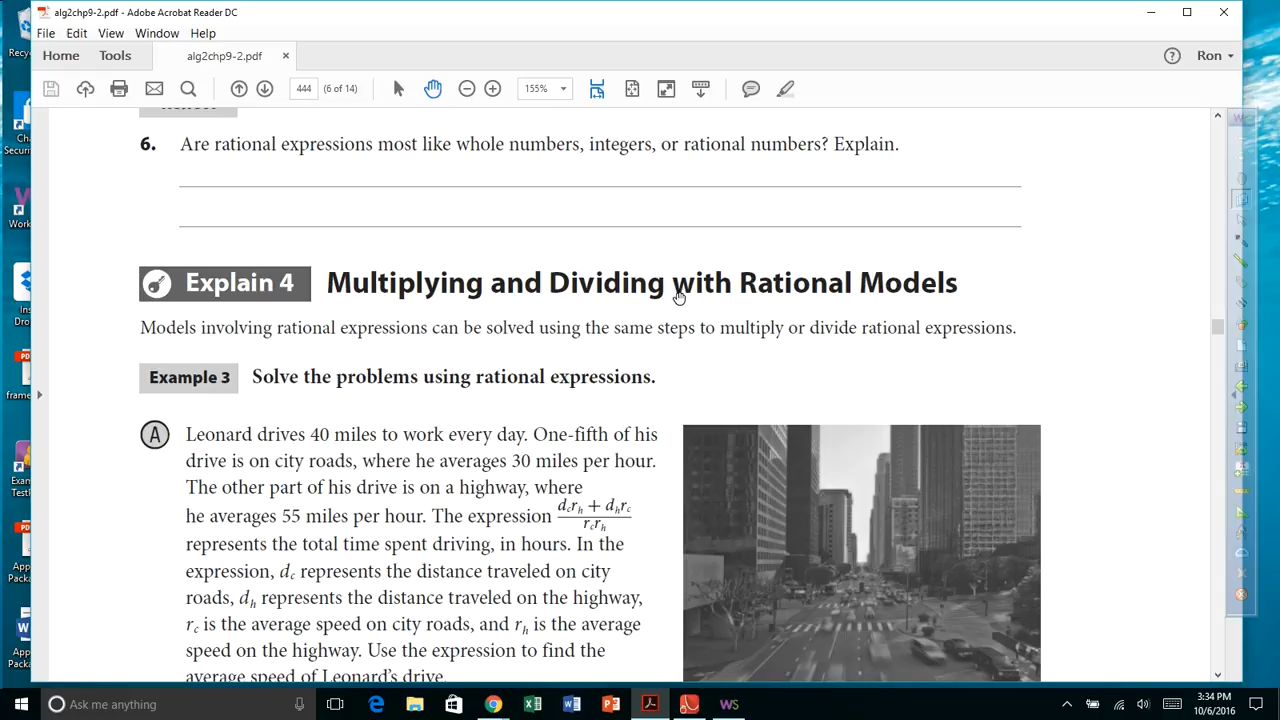 alg2chp9-2.pdf - Adobe Acrobat Reader DC
File Edit View Window Help
Home Tools alg2chp9-2.pdf × Ron
444 (6 of 14) 155%
6. Are rational expressions most like whole numbers, integers, or rational numbers? Explain.
Explain 4 Multiplying and Dividing with Rational Models
Models involving rational expressions can be solved using the same steps to multiply or divide rational expressions.
Example 3 Solve the problems using rational expressions.
A Leonard drives 40 miles to work every day. One-fifth of his
drive is on city roads, where he averages 30 miles per hour.
The other part of his drive is on a highway, where
he averages 55 miles per hour. The expression (d_c r_h + d_h r_c) / (r_c r_h)
represents the total time spent driving, in hours. In the
expression, d_c represents the distance traveled on city
roads, d_h represents the distance traveled on the highway,
r_c is the average speed on city roads, and r_h is the average
speed on the highway. Use the expression to find the
average speed of Leonard's drive.
Ask me anything
3:34 PM
10/6/2016